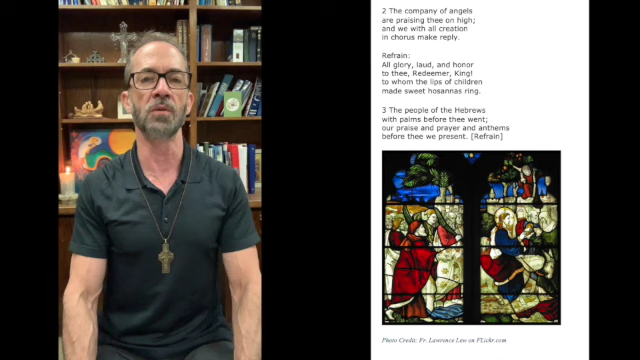 2 The company of angels
are praising thee on high;
and we with all creation
in chorus make reply.
Refrain:
All glory, laud, and honor
to thee, Redeemer, King!
to whom the lips of children
made sweet hosannas ring.
3 The people of the Hebrews
with palms before thee went;
our praise and prayer and anthems
before thee we present. [Refrain]
Photo Credit: Fr. Lawrence Lew on FLickr.com